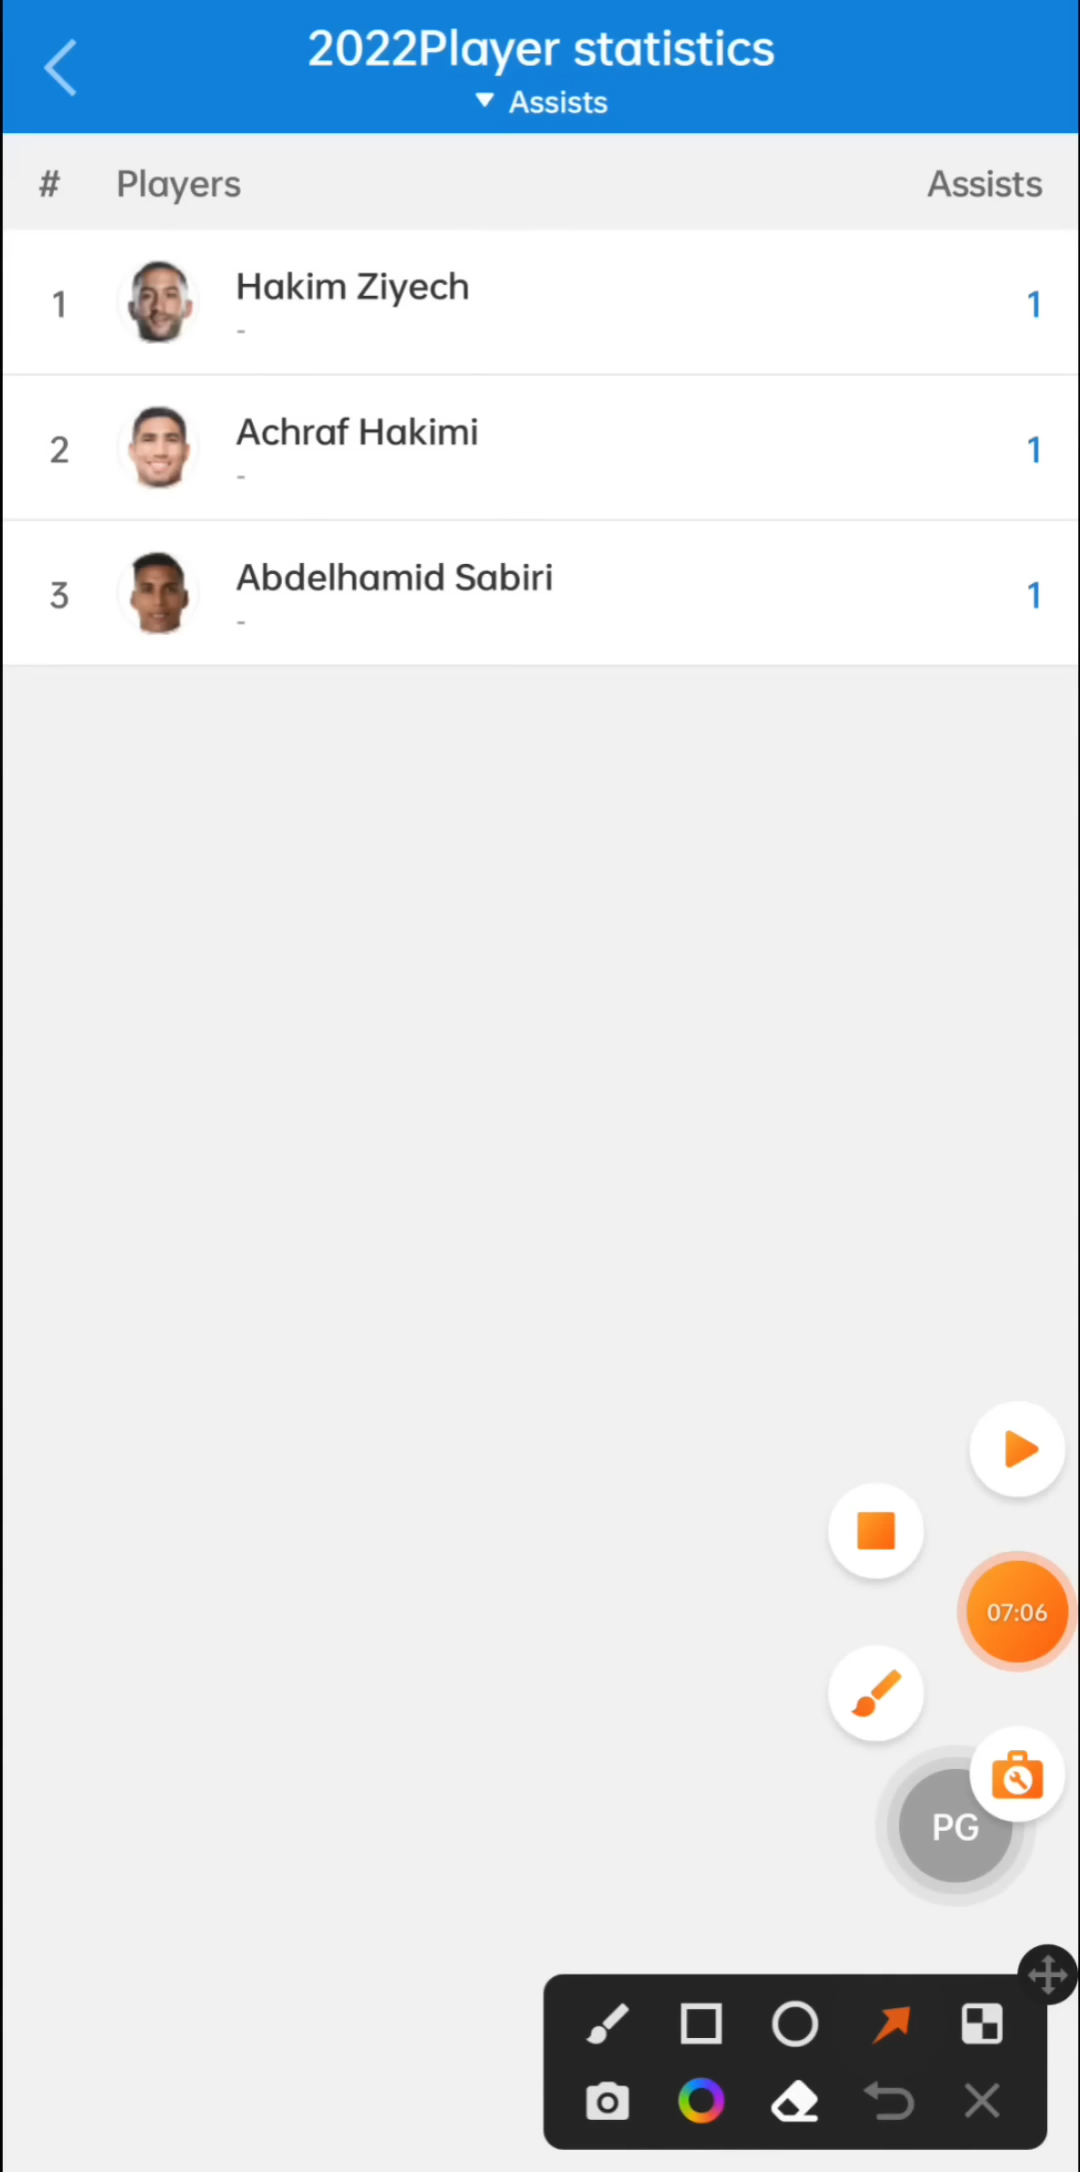 2022Player statistics
Assists
# Players Assists
1 Hakim Ziyech 1
-
2 Achraf Hakimi 1
-
3 Abdelhamid Sabiri 1
-
07:06
PG